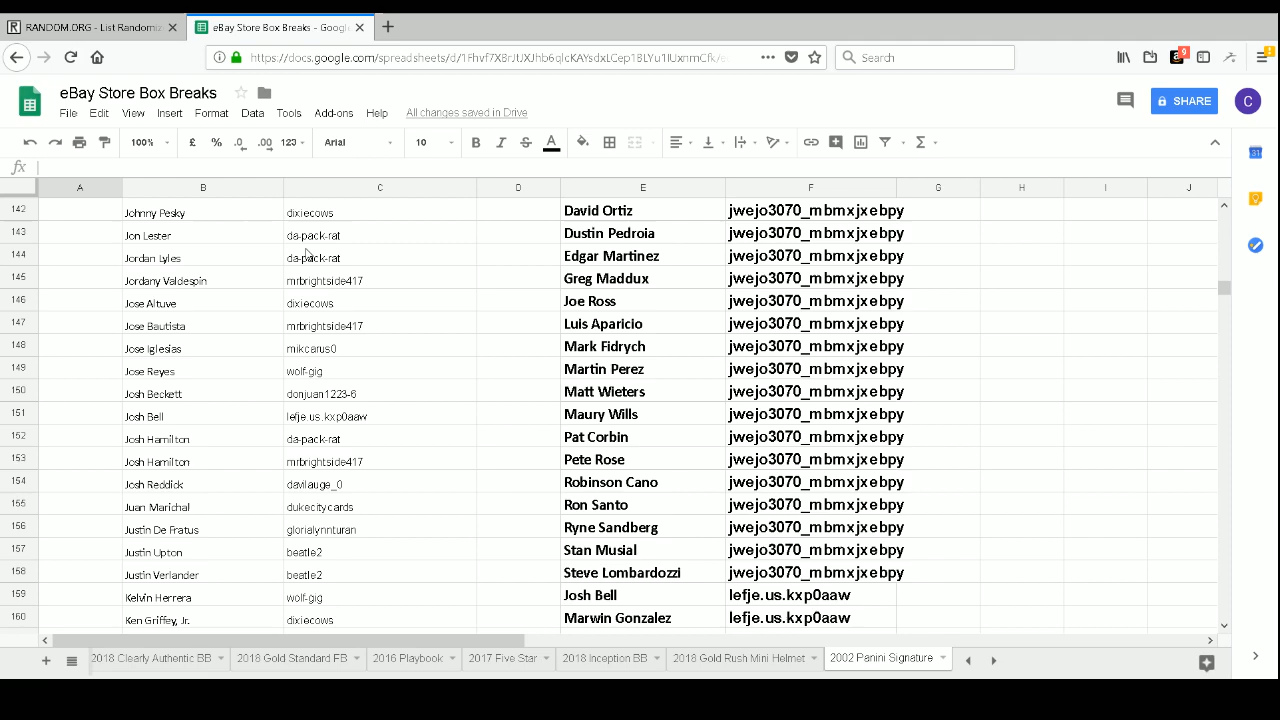 RANDOM.ORG - List Randomiz
eBay Store Box Breaks - Googl
Search
eBay Store Box Breaks
File Edit View Insert Format Data Tools Add-ons Help All changes saved in Drive
SHARE
C
100% £ % .0 .00 123 Arial 10 B I S A
fx
A B C D E F G H I J
142 Johnny Pesky dixiecows David Ortiz jwejo3070_mbmxjxebpy
143 Jon Lester da-pack-rat Dustin Pedroia jwejo3070_mbmxjxebpy
144 Jordan Lyles da-pack-rat Edgar Martinez jwejo3070_mbmxjxebpy
145 Jordany Valdespin mrbrightside417 Greg Maddux jwejo3070_mbmxjxebpy
146 Jose Altuve dixiecows Joe Ross jwejo3070_mbmxjxebpy
147 Jose Bautista mrbrightside417 Luis Aparicio jwejo3070_mbmxjxebpy
148 Jose Iglesias mikcarus0 Mark Fidrych jwejo3070_mbmxjxebpy
149 Jose Reyes wolf-gig Martin Perez jwejo3070_mbmxjxebpy
150 Josh Beckett donjuan1223-6 Matt Wieters jwejo3070_mbmxjxebpy
151 Josh Bell lefje.us.kxp0aaw Maury Wills jwejo3070_mbmxjxebpy
152 Josh Hamilton da-pack-rat Pat Corbin jwejo3070_mbmxjxebpy
153 Josh Hamilton mrbrightside417 Pete Rose jwejo3070_mbmxjxebpy
154 Josh Reddick davilauge_0 Robinson Cano jwejo3070_mbmxjxebpy
155 Juan Marichal dukecitycards Ron Santo jwejo3070_mbmxjxebpy
156 Justin De Fratus glorialynnturan Ryne Sandberg jwejo3070_mbmxjxebpy
157 Justin Upton beatle2 Stan Musial jwejo3070_mbmxjxebpy
158 Justin Verlander beatle2 Steve Lombardozzi jwejo3070_mbmxjxebpy
159 Kelvin Herrera wolf-gig Josh Bell lefje.us.kxp0aaw
160 Ken Griffey, Jr. dixiecows Marwin Gonzalez lefje.us.kxp0aaw
2018 Clearly Authentic BB 2018 Gold Standard FB 2016 Playbook 2017 Five Star 2018 Inception BB 2018 Gold Rush Mini Helmet 2002 Panini Signature